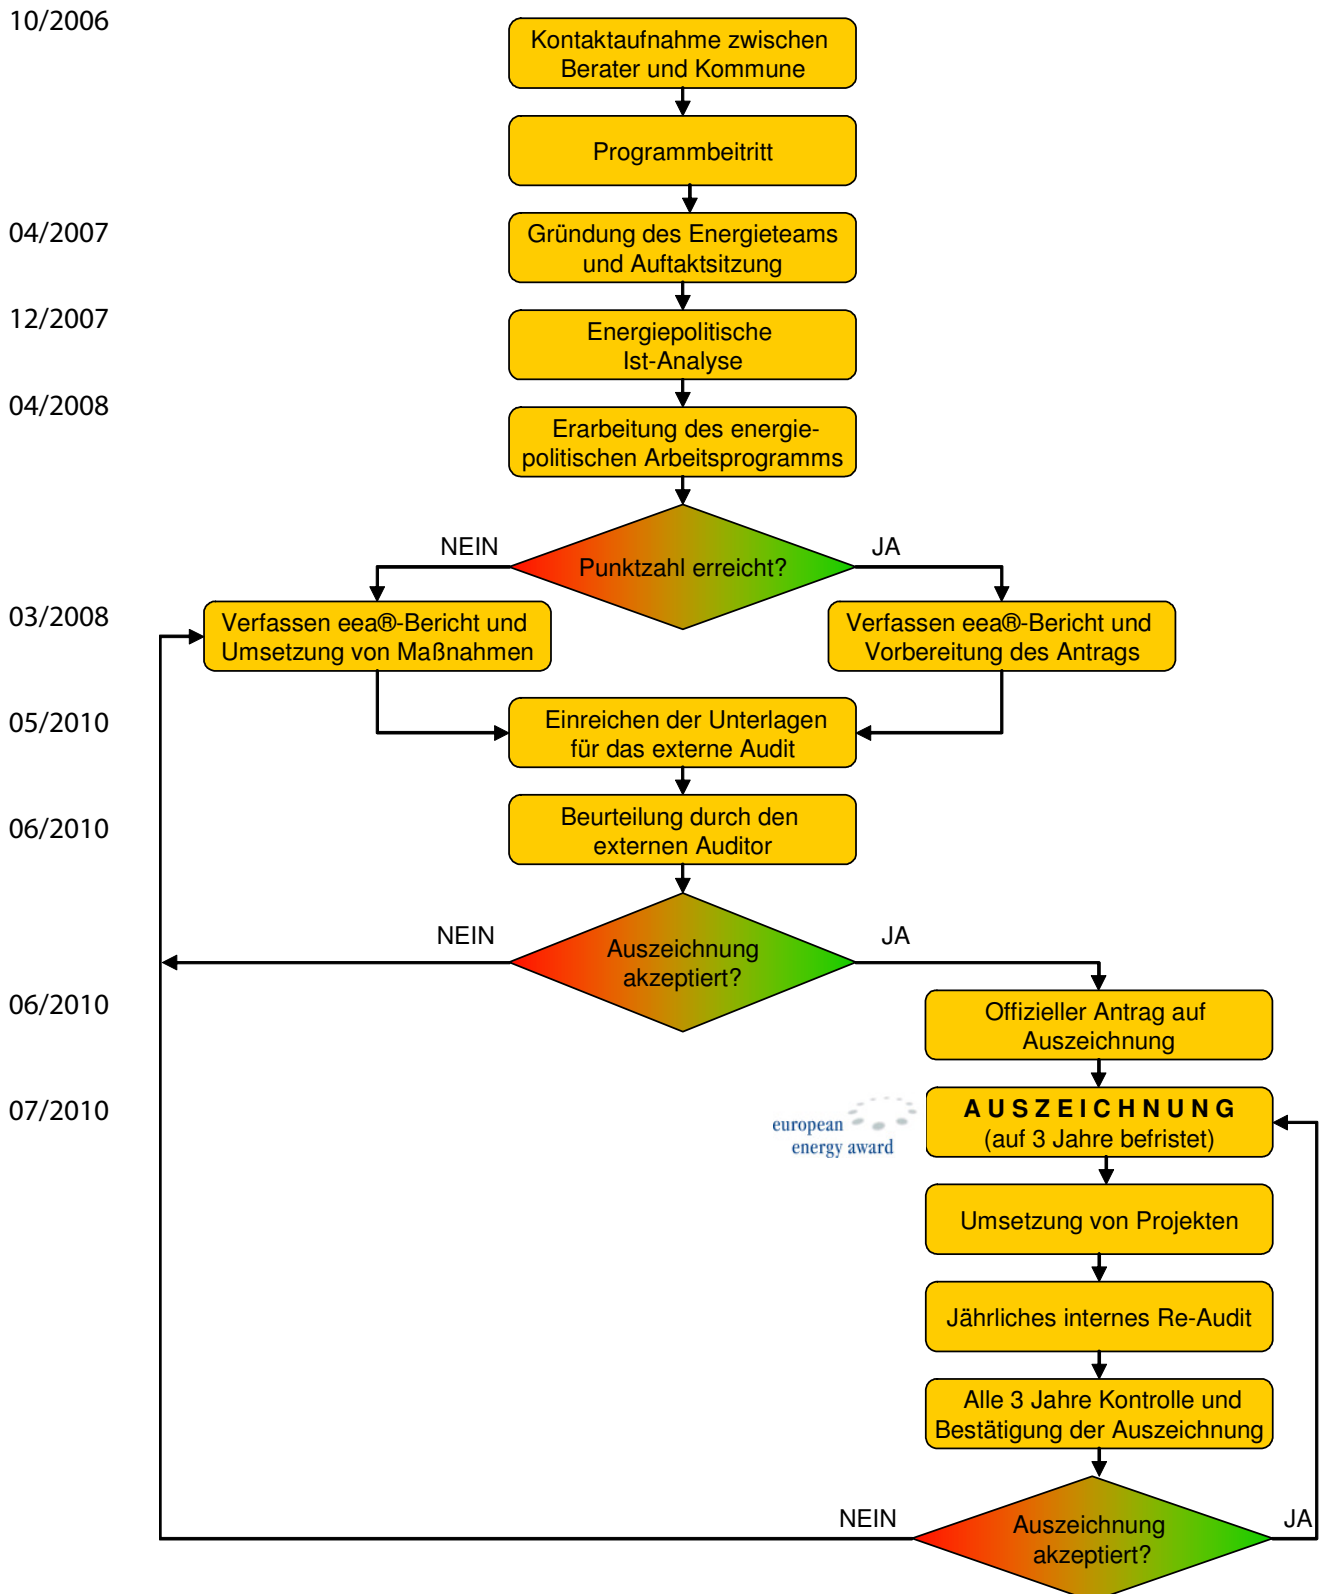 10/2006
Kontaktaufnahme zwischen
Berater und Kommune
Programmbeitritt
04/2007
Gründung des Energieteams
und Auftaktsitzung
12/2007
Energiepolitische
Ist-Analyse
04/2008
Erarbeitung des energie-
politischen Arbeitsprogramms
NEIN
JA
Punktzahl erreicht?
03/2008
Verfassen eea®-Bericht und
Umsetzung von Maßnahmen
Verfassen eea®-Bericht und
Vorbereitung des Antrags
05/2010
Einreichen der Unterlagen
für das externe Audit
06/2010
Beurteilung durch den
externen Auditor
NEIN
JA
Auszeichnung
akzeptiert?
06/2010
Offizieller Antrag auf
Auszeichnung
07/2010
european
energy award
A U S Z E I C H N U N G
(auf 3 Jahre befristet)
Umsetzung von Projekten
Jährliches internes Re-Audit
Alle 3 Jahre Kontrolle und
Bestätigung der Auszeichnung
NEIN
JA
Auszeichnung
akzeptiert?